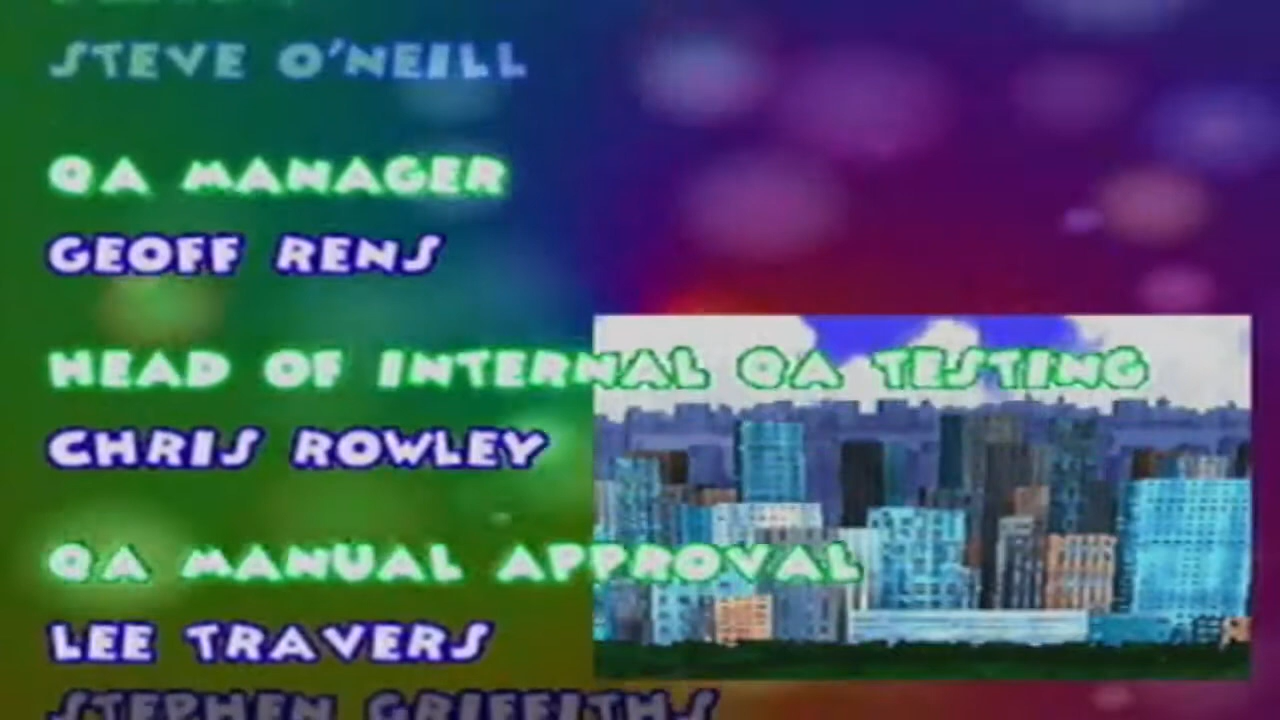 STEVE O'NEILL
QA MANAGER
GEOFF RENS
HEAD OF INTERNAL QA TESTING
CHRIS ROWLEY
QA MANUAL APPROVAL
LEE TRAVERS
STEPHEN GRIFFITHS